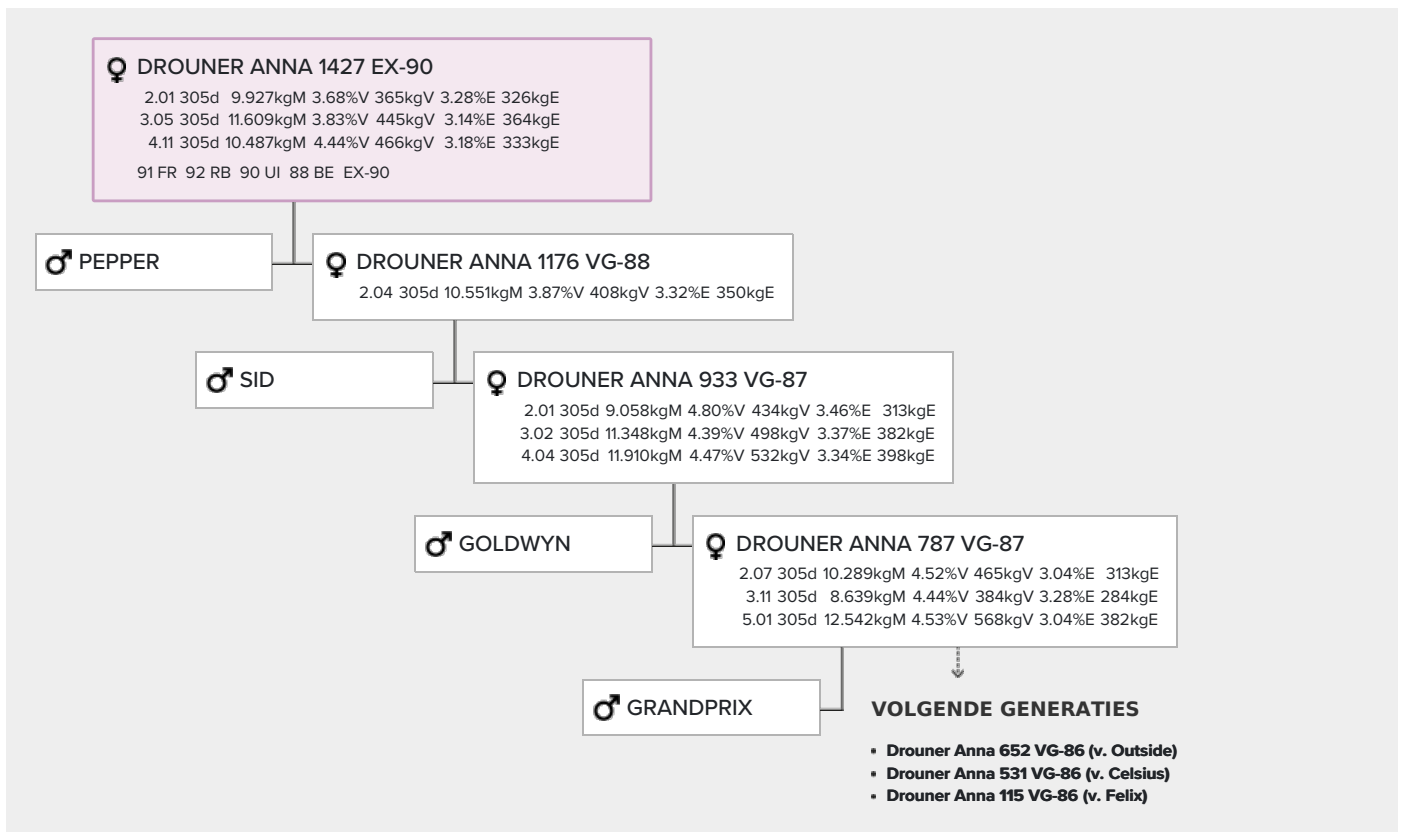 DROUNER ANNA 1427 EX-90
2.01 305d 9.927kgM 3.68%V 365kgV 3.28%E 326kgE
3.05 305d 11.609kgM 3.83%V 445kgV 3.14%E 364kgE
4.11 305d 10.487kgM 4.44%V 466kgV 3.18%E 333kgE
91 FR 92 RB 90 UI 88 BE EX-90
PEPPER
DROUNER ANNA 1176 VG-88
2.04 305d 10.551kgM 3.87%V 408kgV 3.32%E 350kgE
SID
DROUNER ANNA 933 VG-87
2.01 305d 9.058kgM 4.80%V 434kgV 3.46%E 313kgE
3.02 305d 11.348kgM 4.39%V 498kgV 3.37%E 382kgE
4.04 305d 11.910kgM 4.47%V 532kgV 3.34%E 398kgE
GOLDWYN
DROUNER ANNA 787 VG-87
2.07 305d 10.289kgM 4.52%V 465kgV 3.04%E 313kgE
3.11 305d 8.639kgM 4.44%V 384kgV 3.28%E 284kgE
5.01 305d 12.542kgM 4.53%V 568kgV 3.04%E 382kgE
GRANDPRIX
VOLGENDE GENERATIES
• Drouner Anna 652 VG-86 (v. Outside)
• Drouner Anna 531 VG-86 (v. Celsius)
• Drouner Anna 115 VG-86 (v. Felix)